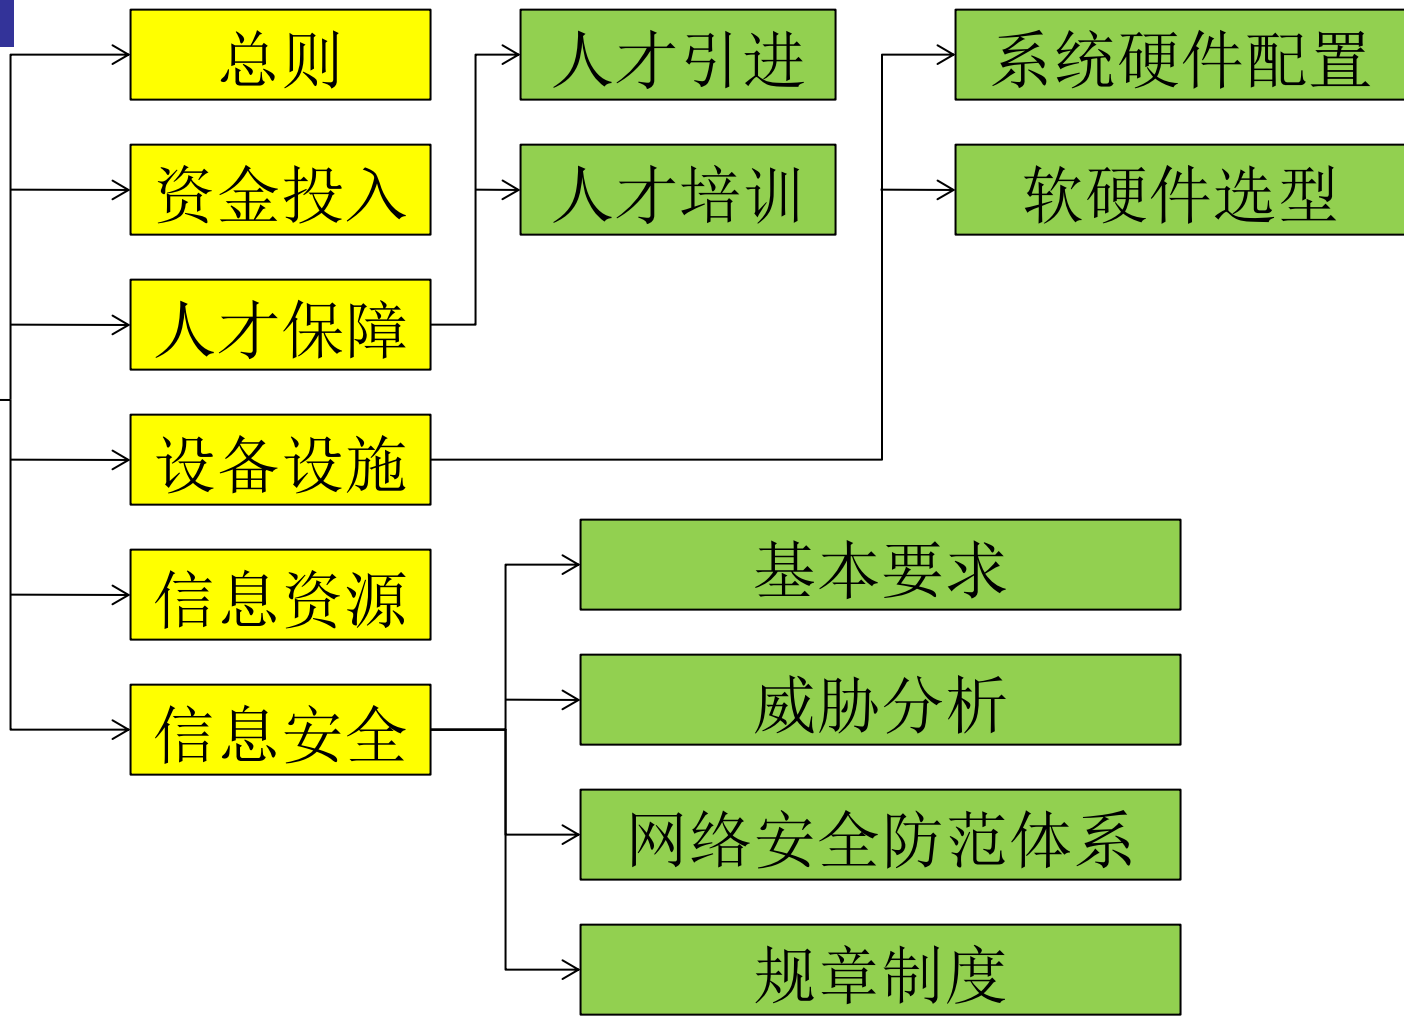 总则
资金投入
人才保障
设备设施
信息资源
信息安全
人才引进
人才培训
系统硬件配置
软硬件选型
基本要求
威胁分析
网络安全防范体系
规章制度